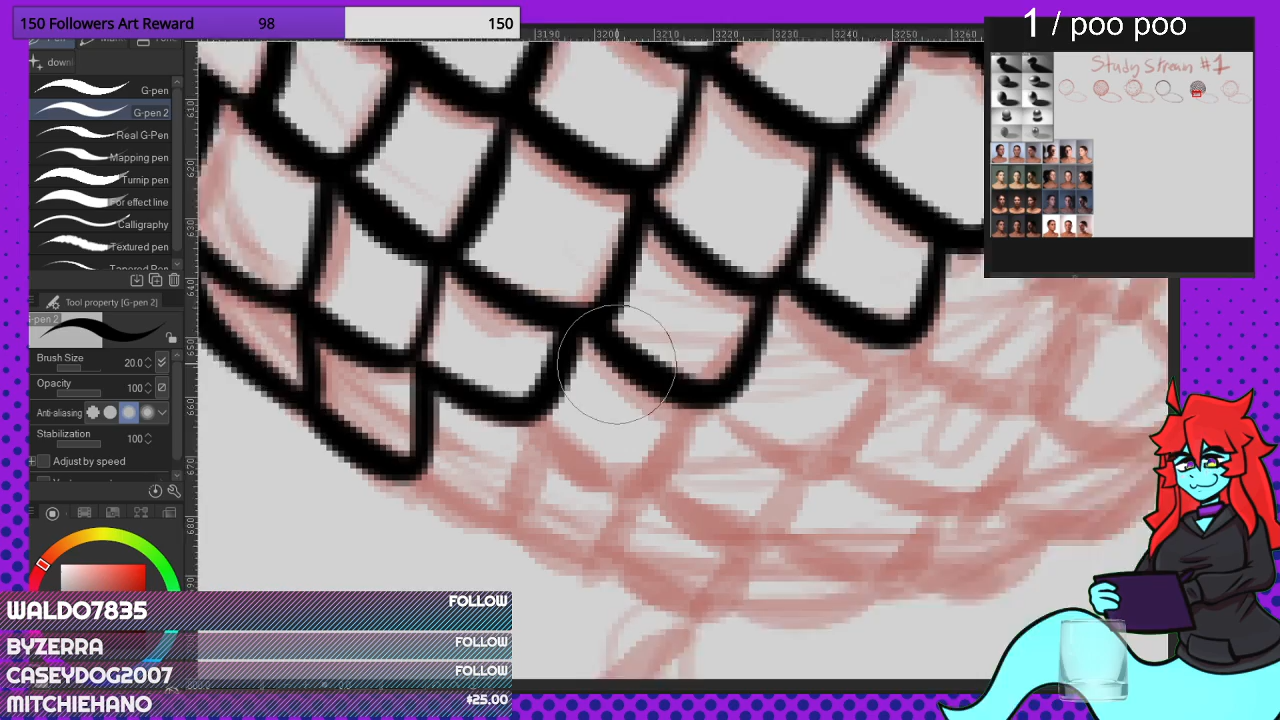 150 Followers Art Reward 98 150
1 / poo poo
Study Stream #1
3190 3200 3210 3220 3230 3240 3250 3260
down
G-pen
G-pen 2
Real G-Pen
Mapping pen
Turnip pen
For effect line
Calligraphy
Textured pen
Tapered Pen
Tool property [G-pen 2]
G-pen 2
Brush Size 20.0
Opacity 100
Anti-aliasing
Stabilization 100
Adjust by speed
610
620
630
640
650
660
670
680
WALDO7835 FOLLOW
BYZERRA FOLLOW
CASEYDOG2007 FOLLOW
MITCHIEHANO $25.00